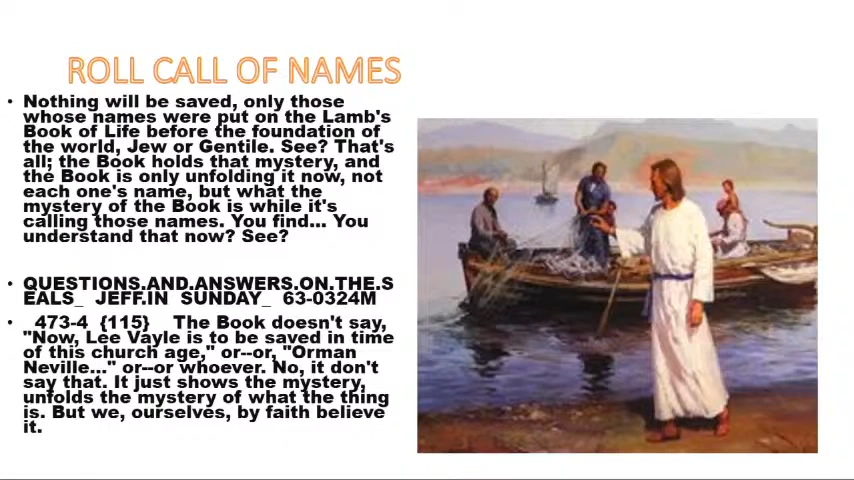 ROLL CALL OF NAMES
• Nothing will be saved, only those
whose names were put on the Lamb's
Book of Life before the foundation of
the world, Jew or Gentile. See? That's
all; the Book holds that mystery, and
the Book is only unfolding it now, not
each one's name, but what the
mystery of the Book is while it's
calling those names. You find... You
understand that now? See?
• QUESTIONS.AND.ANSWERS.ON.THE.S
EALS_ JEFF.IN SUNDAY_ 63-0324M
• 473-4 {115} The Book doesn't say,
"Now, Lee Vayle is to be saved in time
of this church age," or--or, "Orman
Neville..." or--or whoever. No, it don't
say that. It just shows the mystery,
unfolds the mystery of what the thing
is. But we, ourselves, by faith believe
it.